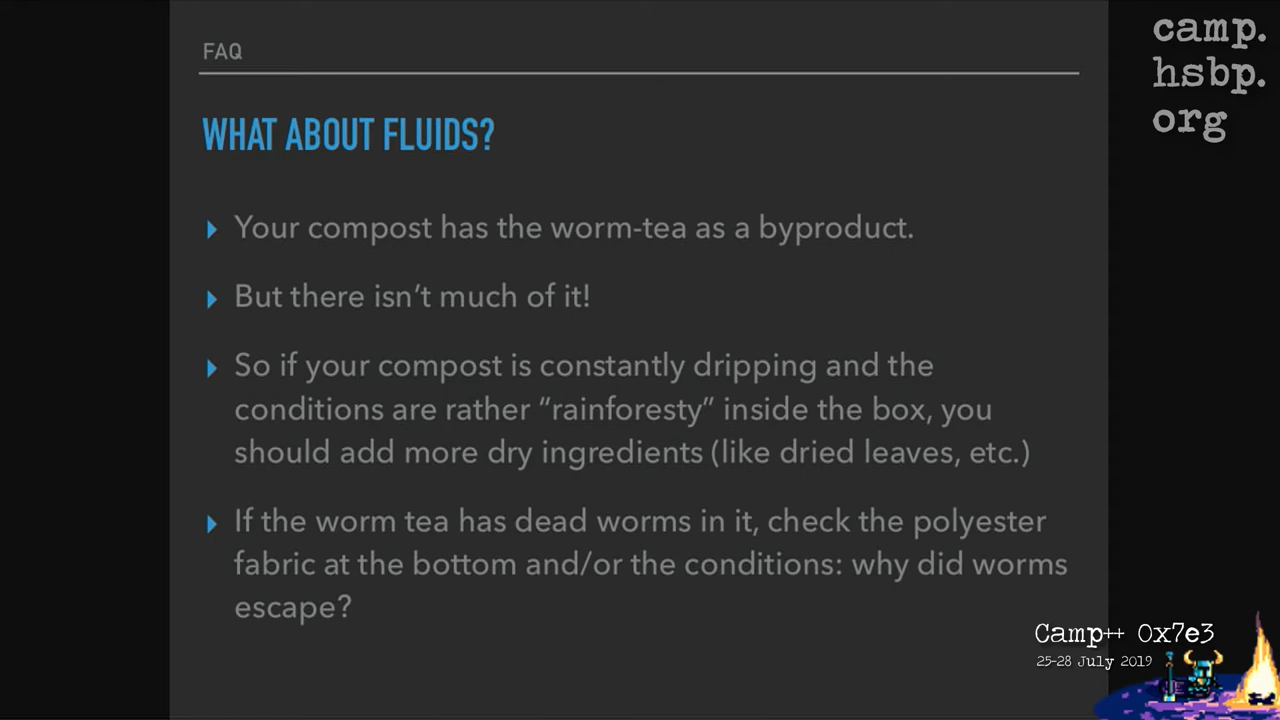 FAQ
camp.
hsbp.
org
WHAT ABOUT FLUIDS?
Your compost has the worm-tea as a byproduct.
But there isn’t much of it!
So if your compost is constantly dripping and the
conditions are rather “rainforesty” inside the box, you
should add more dry ingredients (like dried leaves, etc.)
If the worm tea has dead worms in it, check the polyester
fabric at the bottom and/or the conditions: why did worms
escape?
Camp++ 0x7e3
25-28 July 2019